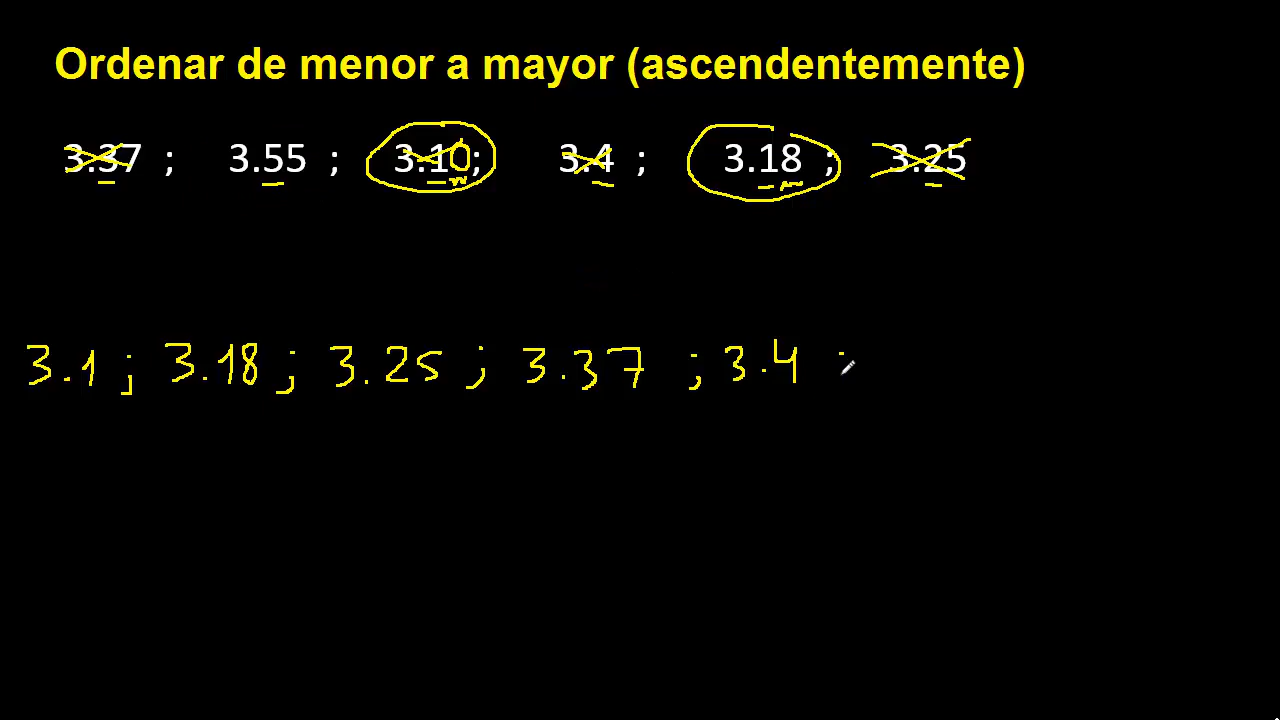 Ordenar de menor a mayor (ascendentemente)
3.37 ; 3.55 ; 3.10; 3.4 ; 3.18 ; 3.25
3.1 ; 3.18 ; 3.25 ; 3.37 ; 3.4 ;